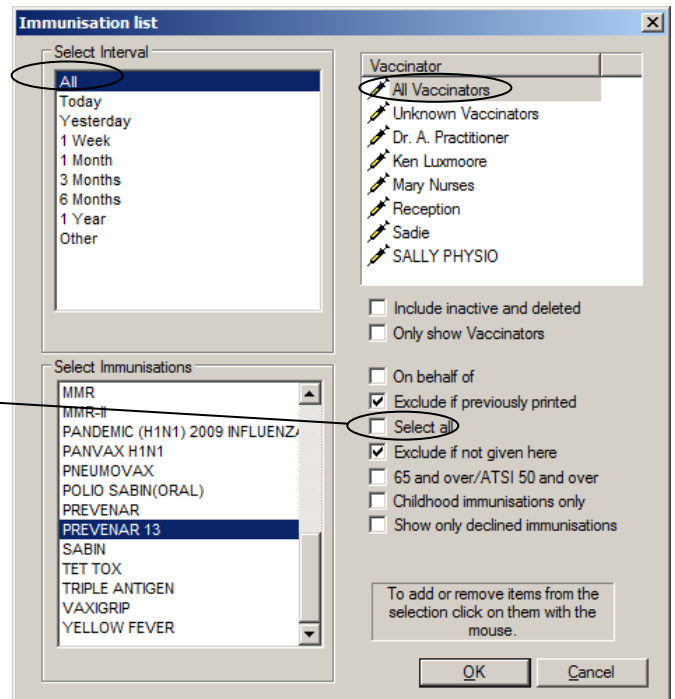 Immunisation list
Select Interval
All
Today
Yesterday
1 Week
1 Month
3 Months
6 Months
1 Year
Other
Vaccinator
All Vaccinators
Unknown Vaccinators
Dr. A. Practitioner
Ken Luxmoore
Mary Nurses
Reception
Sadie
SALLY PHYSIO
Include inactive and deleted
Only show Vaccinators
Select Immunisations
MMR
MMR-II
PANDEMIC (H1N1) 2009 INFLUENZA
PANVAX H1N1
PNEUMOVAX
POLIO SABIN(ORAL)
PREVENAR
PREVENAR 13
SABIN
TET TOX
TRIPLE ANTIGEN
VAXIGRIP
YELLOW FEVER
On behalf of
Exclude if previously printed
Select all
Exclude if not given here
65 and over/ATSI 50 and over
Childhood immunisations only
Show only declined immunisations
To add or remove items from the
selection click on them with the
mouse.
OK
Cancel